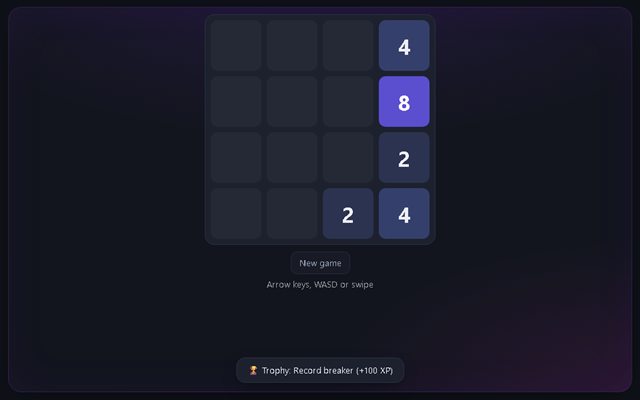 4
8
2
2 4
New game
Arrow keys, WASD or swipe
🏆 Trophy: Record breaker (+100 XP)